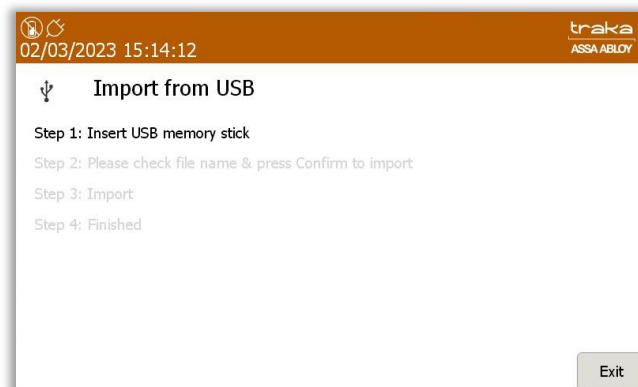 traka
02/03/2023 15:14:12
ASSA ABLOY
Import from USB
Step 1: Insert USB memory stick
Step 2: Please check file name & press Confirm to import
Step 3: Import
Step 4: Finished
Exit